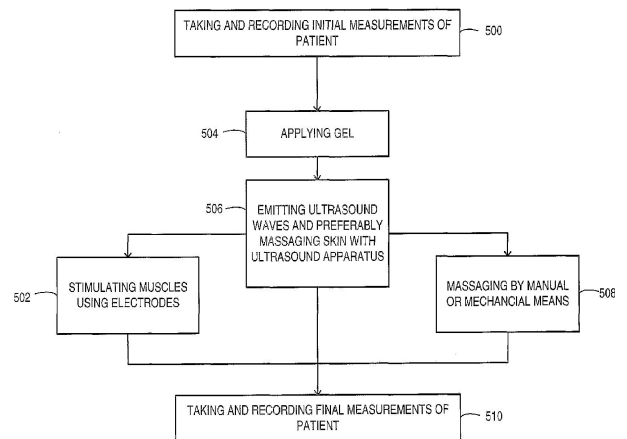 TAKING AND RECORDING INITIAL MEASUREMENTS OF
PATIENT
500
504
APPLYING GEL
506
EMITTING ULTRASOUND
WAVES AND PREFERABLY
MASSAGING SKIN WITH
ULTRASOUND APPARATUS
502
STIMULATING MUSCLES
USING ELECTRODES
MASSAGING BY MANUAL
OR MECHANCIAL MEANS
508
TAKING AND RECORDING FINAL MEASUREMENTS OF
PATIENT
510